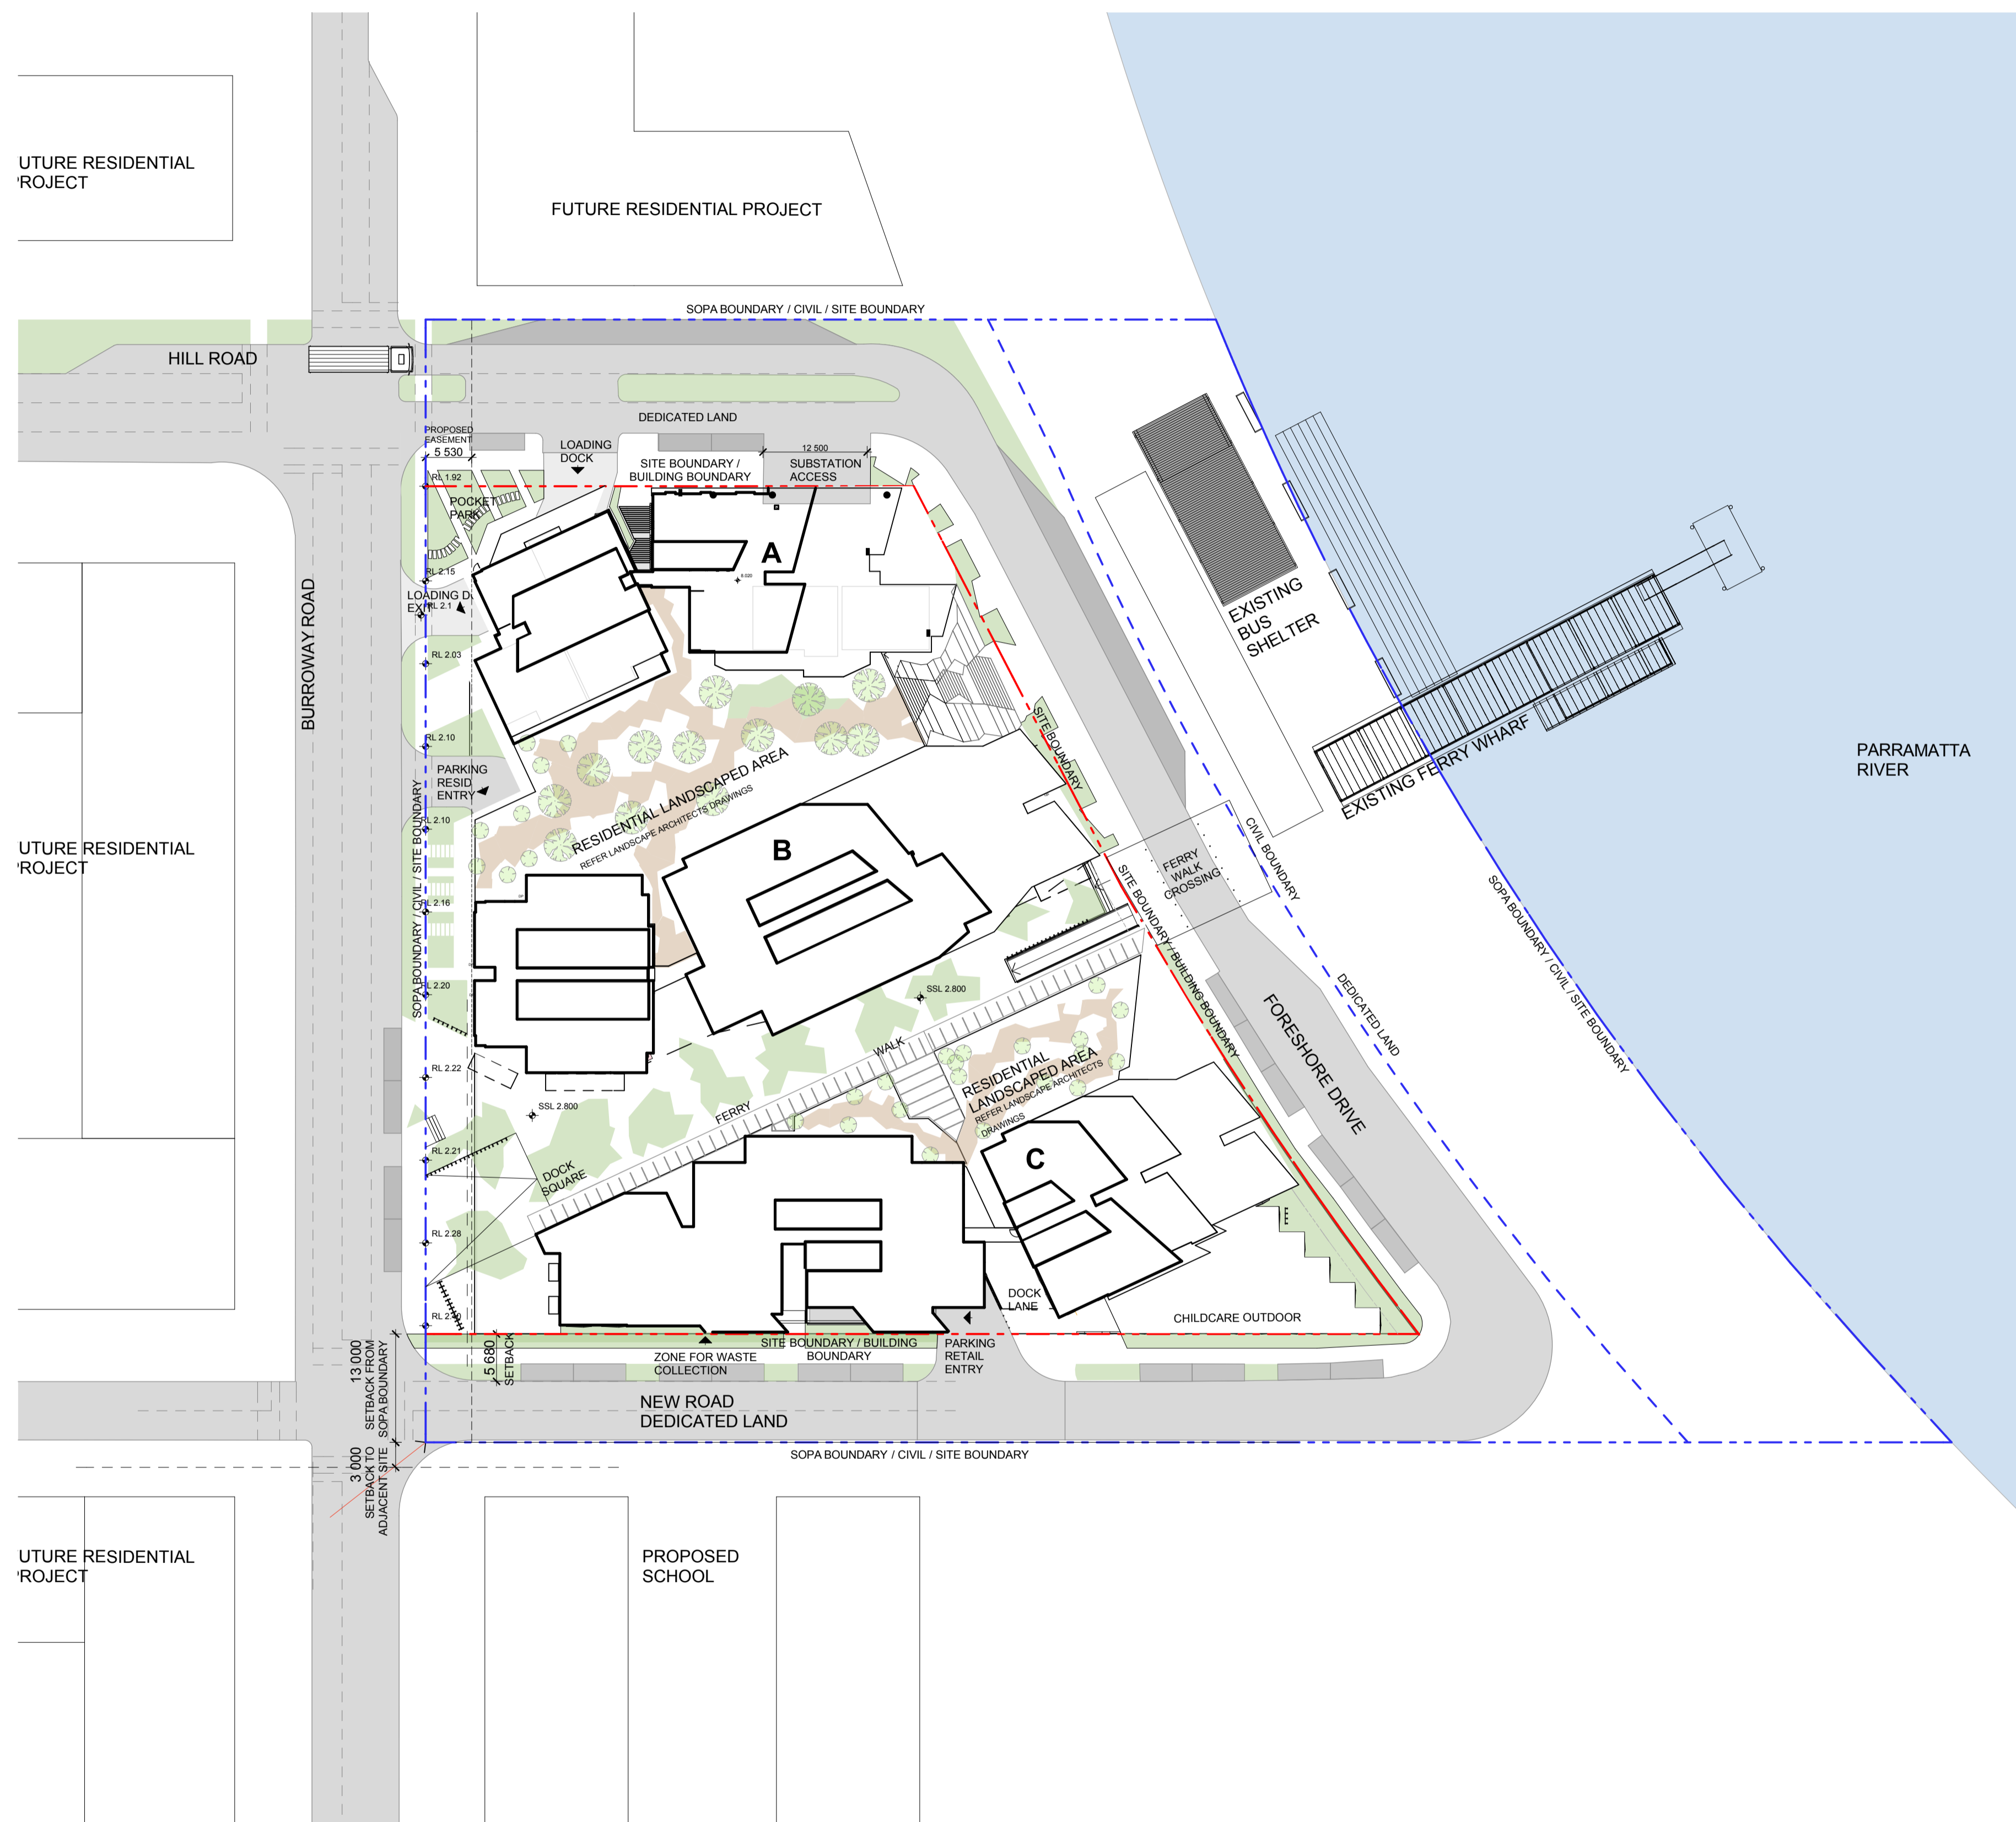 UTURE RESIDENTIAL
PROJECT
FUTURE RESIDENTIAL PROJECT
SOPA BOUNDARY / CIVIL / SITE BOUNDARY
HILL ROAD
DEDICATED LAND
PROPOSED
EASEMENT
5 530
LOADING
DOCK
SITE BOUNDARY /
BUILDING BOUNDARY
12 500
SUBSTATION
ACCESS
RL 1.92
POCKET
PARK
A
8.020
RL 2.15
LOADING D
EXIT
RL 2.1
RL 2.03
BURROWAY ROAD
EXISTING
BUS
SHELTER
EXISTING FERRY WHARF
PARRAMATTA
RIVER
SITE BOUNDARY
RL 2.10
PARKING
RESID
ENTRY
RL 2.10
RESIDENTIAL LANDSCAPED AREA
REFER LANDSCAPE ARCHITECTS DRAWINGS
UTURE RESIDENTIAL
PROJECT
SOPA BOUNDARY / CIVIL / SITE BOUNDARY
B
FERRY
WALK
CROSSING
CIVIL BOUNDARY
SITE BOUNDARY / BUILDING BOUNDARY
SOPA BOUNDARY / CIVIL / SITE BOUNDARY
RL 2.16
RL 2.20
SSL 2.800
DEDICATED LAND
FORESHORE DRIVE
RL 2.22
SSL 2.800
FERRY
WALK
RESIDENTIAL
LANDSCAPED AREA
REFER LANDSCAPE ARCHITECTS
DRAWINGS
RL 2.21
DOCK
SQUARE
C
RL 2.28
DOCK
LANE
CHILDCARE OUTDOOR
13 000
SETBACK FROM
SOPA BOUNDARY
5 680
SETBACK
ZONE FOR WASTE
COLLECTION
SITE BOUNDARY / BUILDING
BOUNDARY
PARKING
RETAIL
ENTRY
NEW ROAD
DEDICATED LAND
SOPA BOUNDARY / CIVIL / SITE BOUNDARY
3 000
SETBACK TO
ADJACENT SITE
UTURE RESIDENTIAL
PROJECT
PROPOSED
SCHOOL